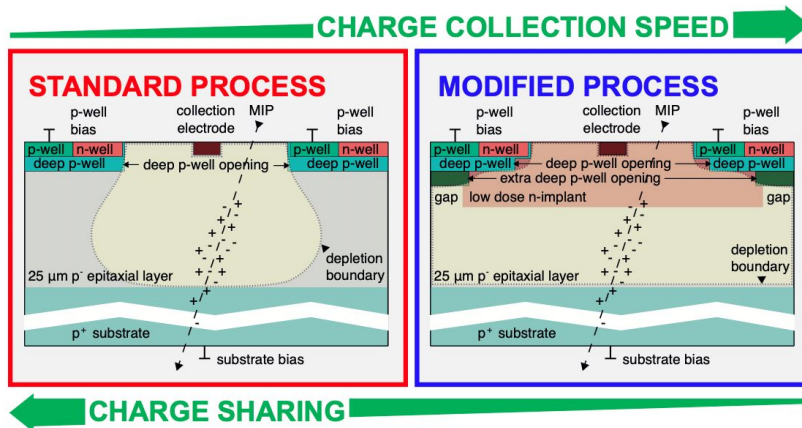 CHARGE COLLECTION SPEED
STANDARD PROCESS
p-well
bias
collection
electrode
MIP
p-well
bias
p-well
n-well
p-well
n-well
deep p-well
deep p-well opening
deep p-well
depletion
boundary
25 µm p⁻ epitaxial layer
+ - + - + - + - + - + - + -
p⁺ substrate
substrate bias
MODIFIED PROCESS
p-well
bias
collection
electrode
MIP
p-well
bias
p-well
n-well
p-well
n-well
deep p-well
deep p-well opening
deep p-well
extra deep p-well opening
gap
low dose n-implant
gap
depletion
boundary
25 µm p⁻ epitaxial layer
p⁺ substrate
substrate bias
CHARGE SHARING